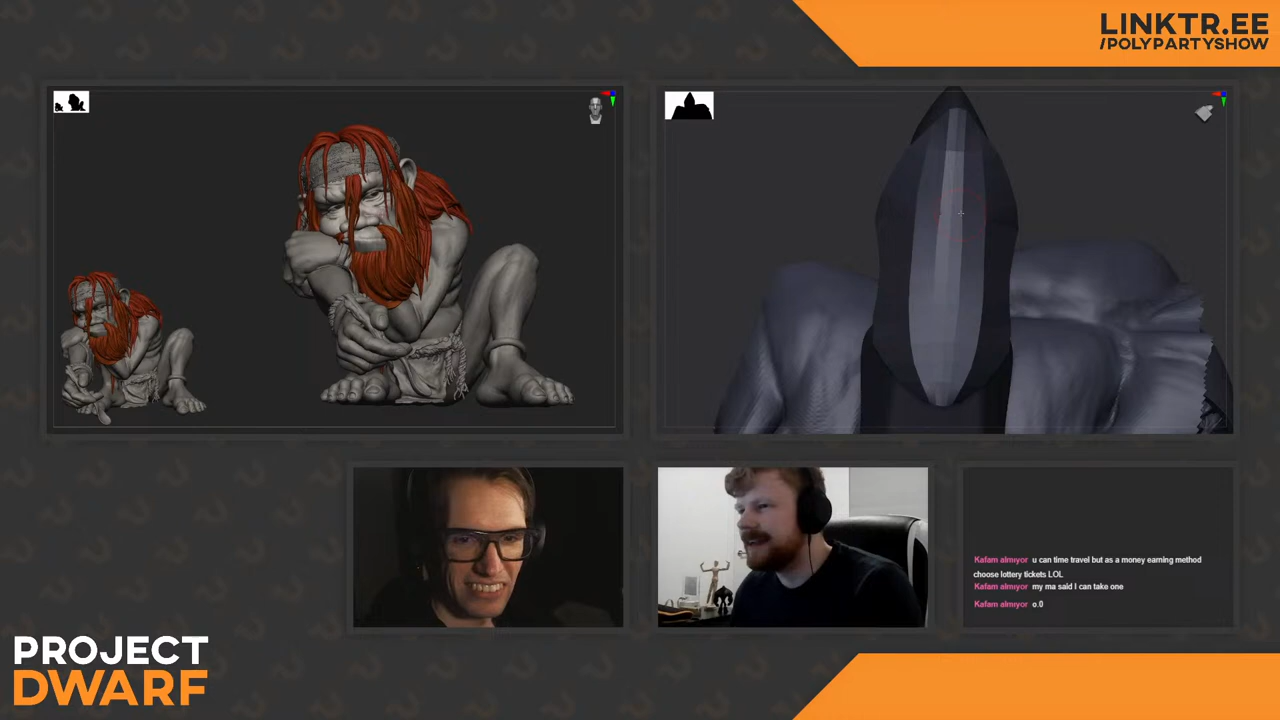 LINKTR.EE
/POLYPARTYSHOW
Kafam almıyor u can time travel but as a money earning method
choose lottery tickets LOL
Kafam almıyor my ma said I can take one
Kafam almıyor o.0
PROJECT
DWARF